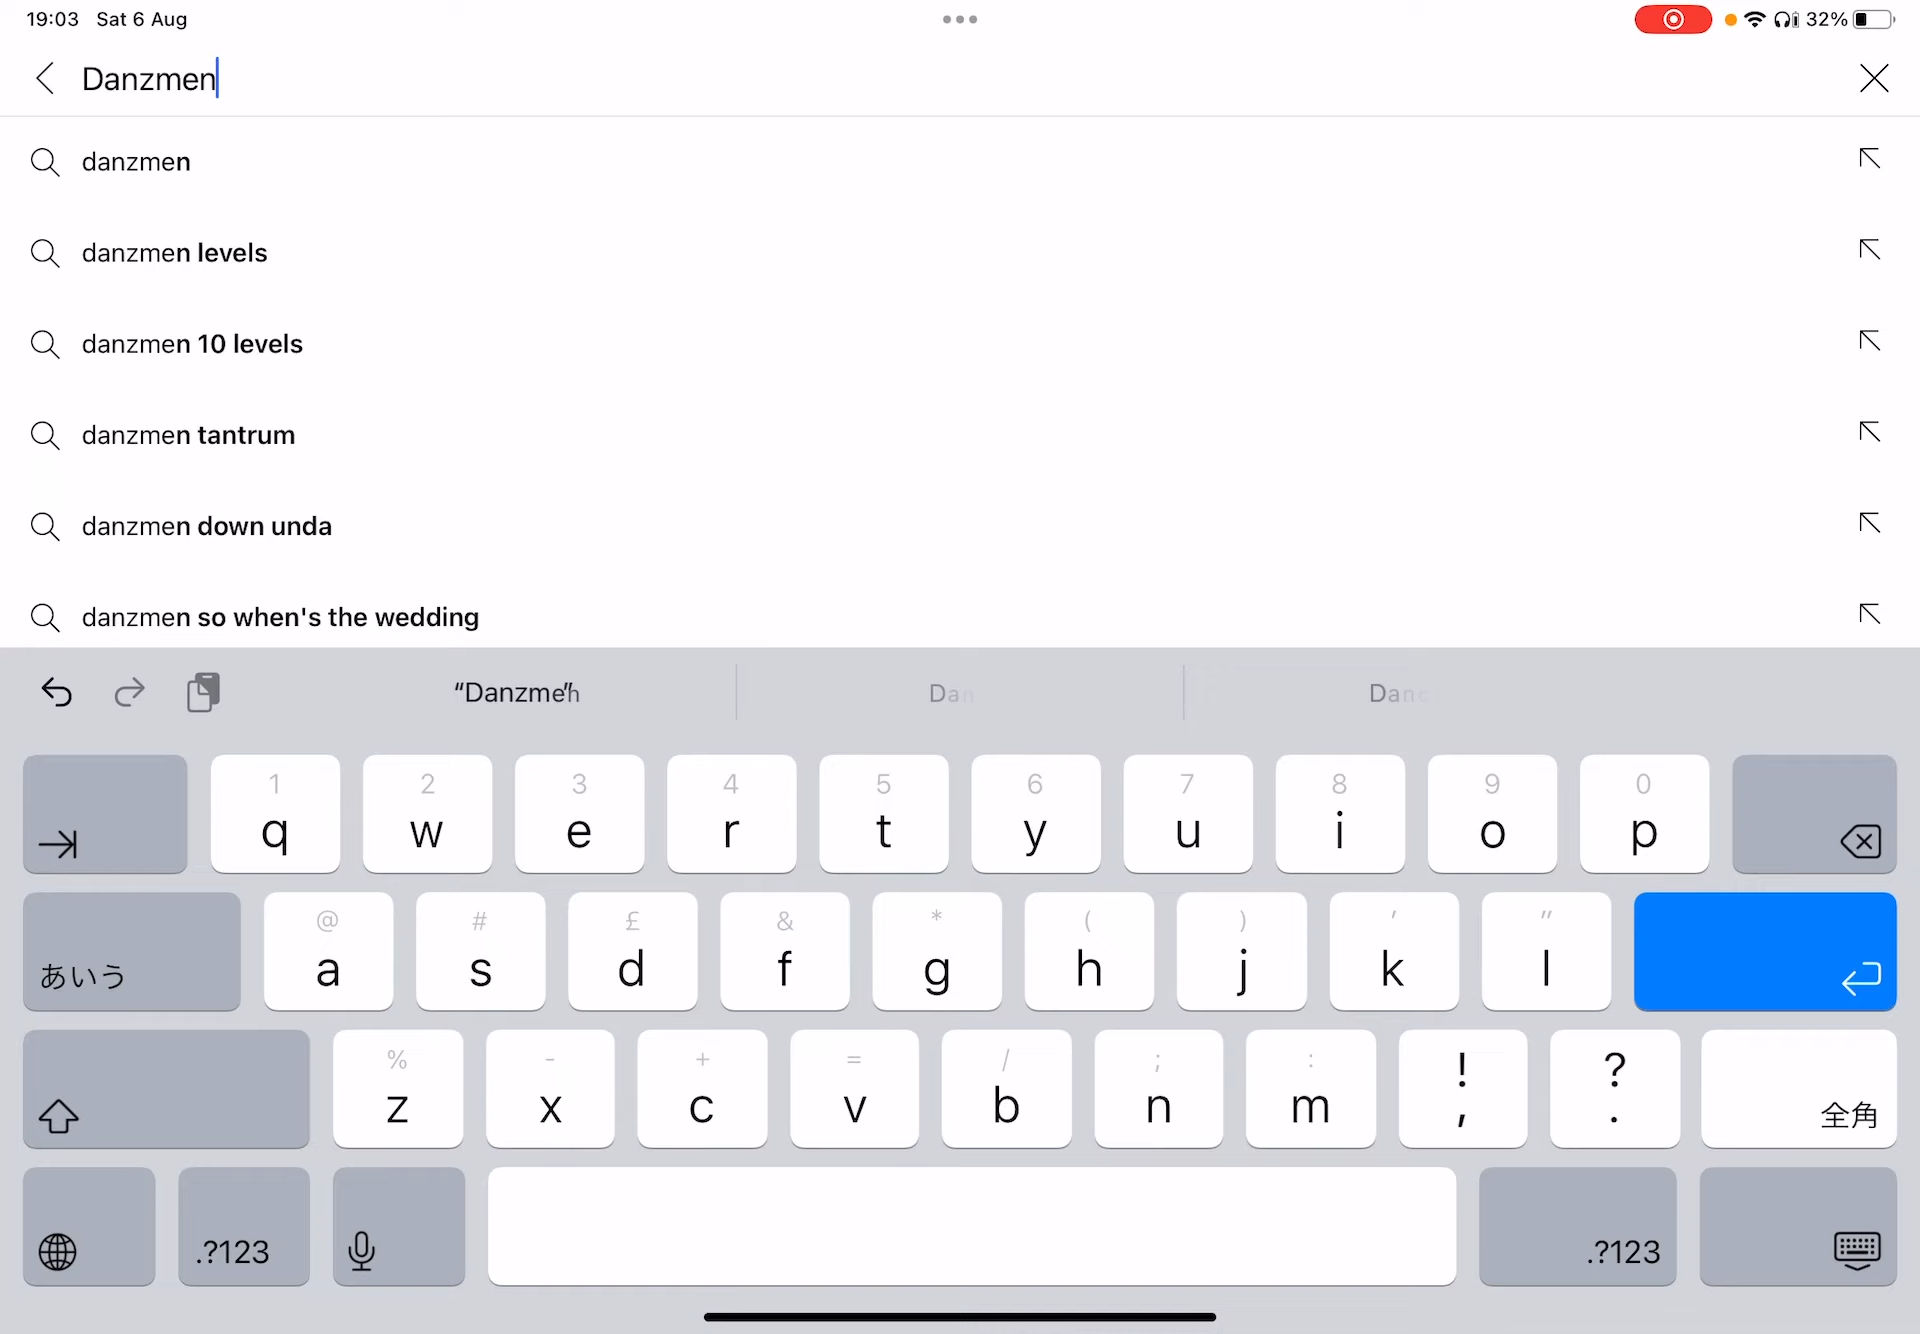 19:03 Sat 6 Aug 32%
Danzmen
danzmen
danzmen levels
danzmen 10 levels
danzmen tantrum
danzmen down unda
danzmen so when's the wedding
“Danzmen” Dan Danc
1 2 3 4 5 6 7 8 9 0
q w e r t y u i o p
@ # £ & * ( ) ' "
あいう a s d f g h j k l
% - + = / ; : ! ?
z x c v b n m , . 全角
.?123 .?123